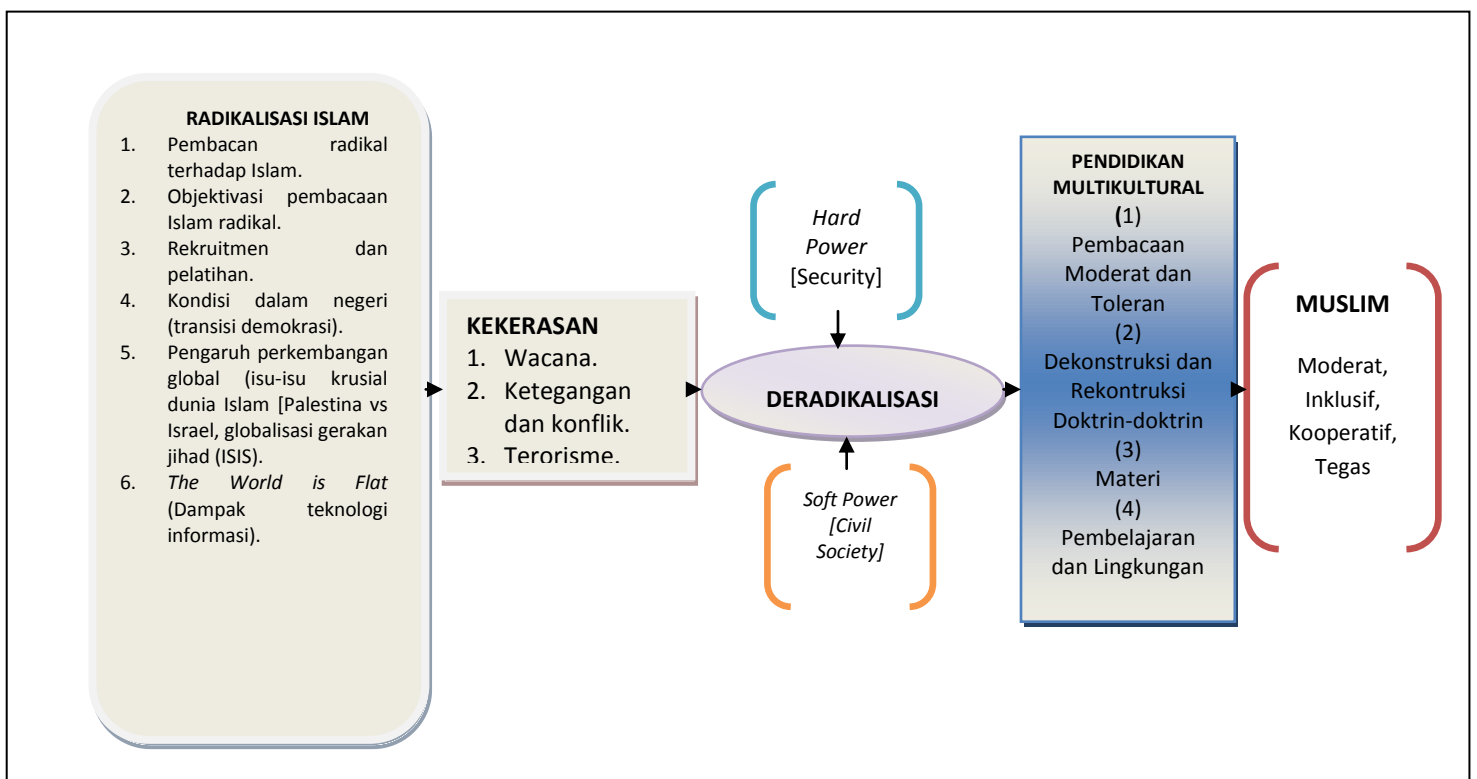 RADIKALISASI ISLAM
1. Pembacan radikal
terhadap Islam.
2. Objektivasi pembacaan
Islam radikal.
3. Rekruitmen dan
pelatihan.
4. Kondisi dalam negeri
(transisi demokrasi).
5. Pengaruh perkembangan
global (isu-isu krusial
dunia Islam [Palestina vs
Israel, globalisasi gerakan
jihad (ISIS).
6. The World is Flat
(Dampak teknologi
informasi).
KEKERASAN
1. Wacana.
2. Ketegangan
dan konflik.
3. Terorisme.
Hard
Power
[Security]
DERADIKALISASI
Soft Power
[Civil
Society]
PENDIDIKAN
MULTIKULTURAL
(1)
Pembacaan
Moderat dan
Toleran
(2)
Dekonstruksi dan
Rekontruksi
Doktrin-doktrin
(3)
Materi
(4)
Pembelajaran
dan Lingkungan
MUSLIM
Moderat,
Inklusif,
Kooperatif,
Tegas